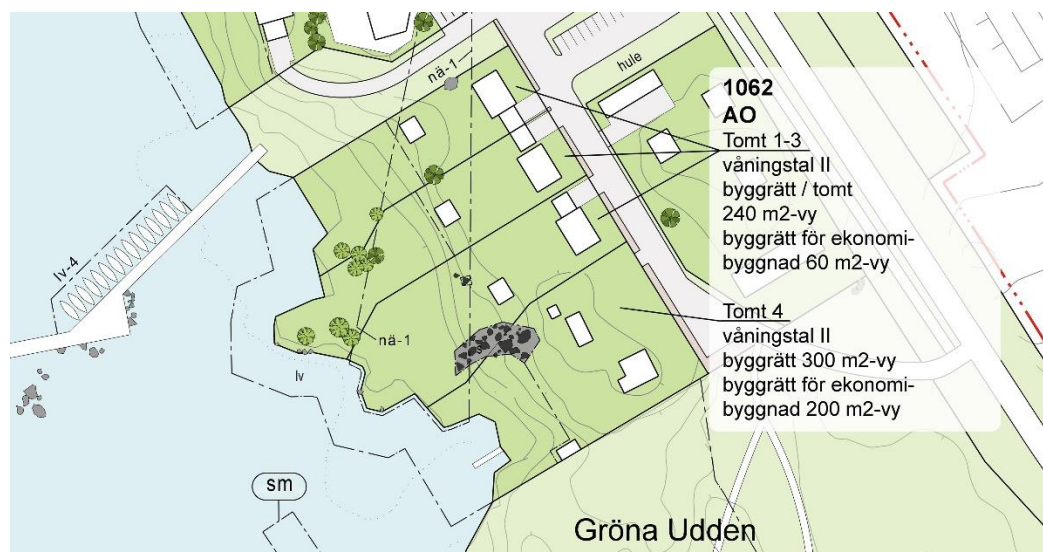 nä-1
hule
1062
AO
Tomt 1-3
våningstal II
byggrätt / tomt
240 m2-vy
byggrätt för ekonomi-
byggnad 60 m2-vy
Tomt 4
våningstal II
byggrätt 300 m2-vy
byggrätt för ekonomi-
byggnad 200 m2-vy
lv-4
nä-1
s
lv
sm
Gröna Udden